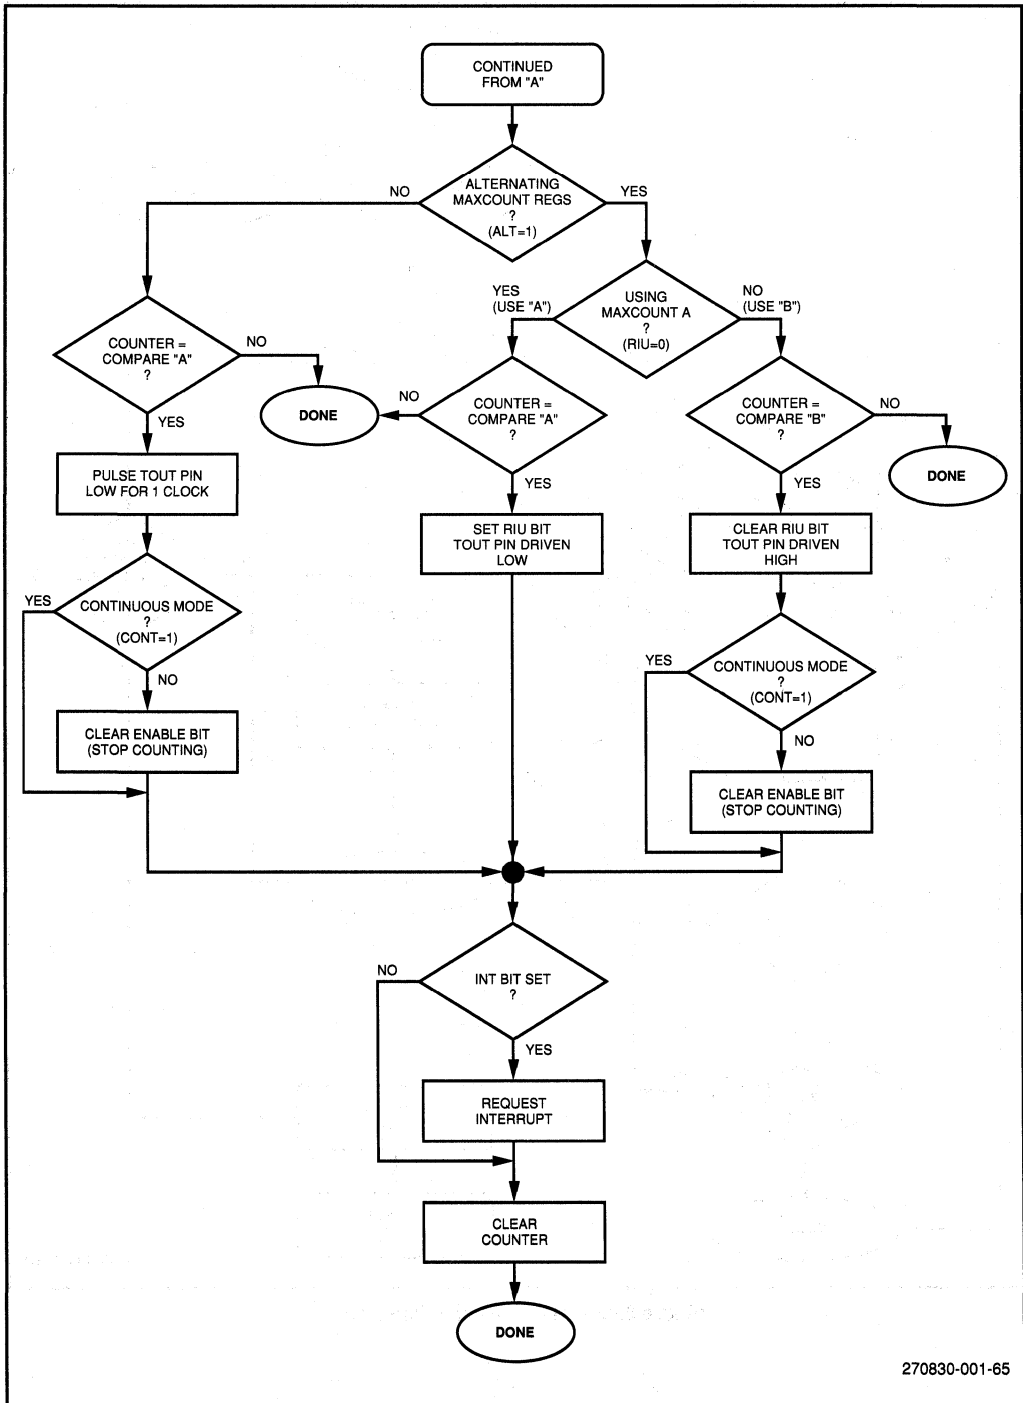 CONTINUED
FROM "A"
ALTERNATING
MAXCOUNT REGS
?
(ALT=1)
NO
YES
USING
MAXCOUNT A
?
(RIU=0)
YES
(USE "A")
NO
(USE "B")
COUNTER =
COMPARE "A"
?
NO
YES
DONE
NO
COUNTER =
COMPARE "A"
?
YES
COUNTER =
COMPARE "B"
?
NO
YES
DONE
PULSE TOUT PIN
LOW FOR 1 CLOCK
SET RIU BIT
TOUT PIN DRIVEN
LOW
CLEAR RIU BIT
TOUT PIN DRIVEN
HIGH
YES
CONTINUOUS MODE
?
(CONT=1)
NO
YES
CONTINUOUS MODE
?
(CONT=1)
NO
CLEAR ENABLE BIT
(STOP COUNTING)
CLEAR ENABLE BIT
(STOP COUNTING)
NO
INT BIT SET
?
YES
REQUEST
INTERRUPT
CLEAR
COUNTER
DONE
270830-001-65